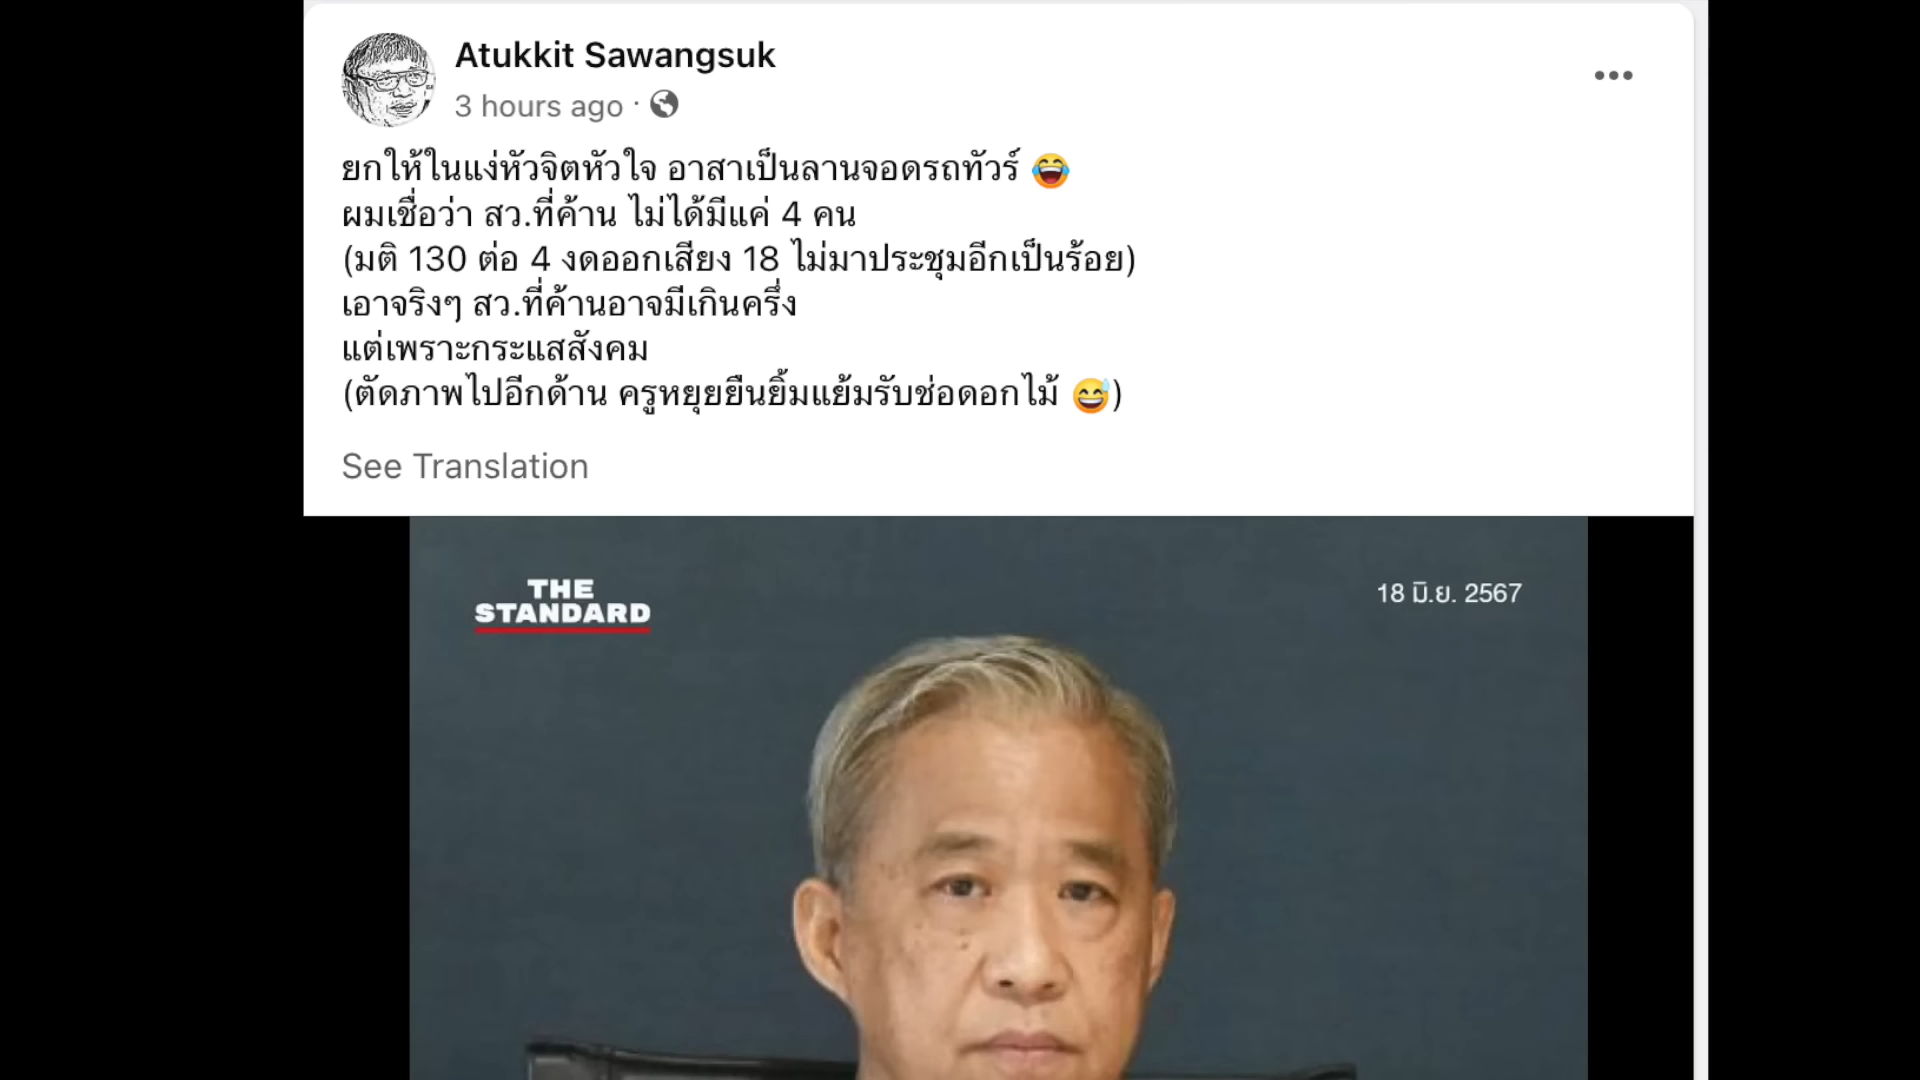 Atukkit Sawangsuk
3 hours ago ·
ยกให้ในแง่หัวจิตหัวใจ อาสาเป็นลานจอดรถทัวร์ 😂
ผมเชื่อว่า สว.ที่ค้าน ไม่ได้มีแค่ 4 คน
(มติ 130 ต่อ 4 งดออกเสียง 18 ไม่มาประชุมอีกเป็นร้อย)
เอาจริงๆ สว.ที่ค้านอาจมีเกินครึ่ง
แต่เพราะกระแสสังคม
(ตัดภาพไปอีกด้าน ครูหยุยยืนยิ้มแย้มรับช่อดอกไม้ 😅)
See Translation
THE
STANDARD
18 มิ.ย. 2567